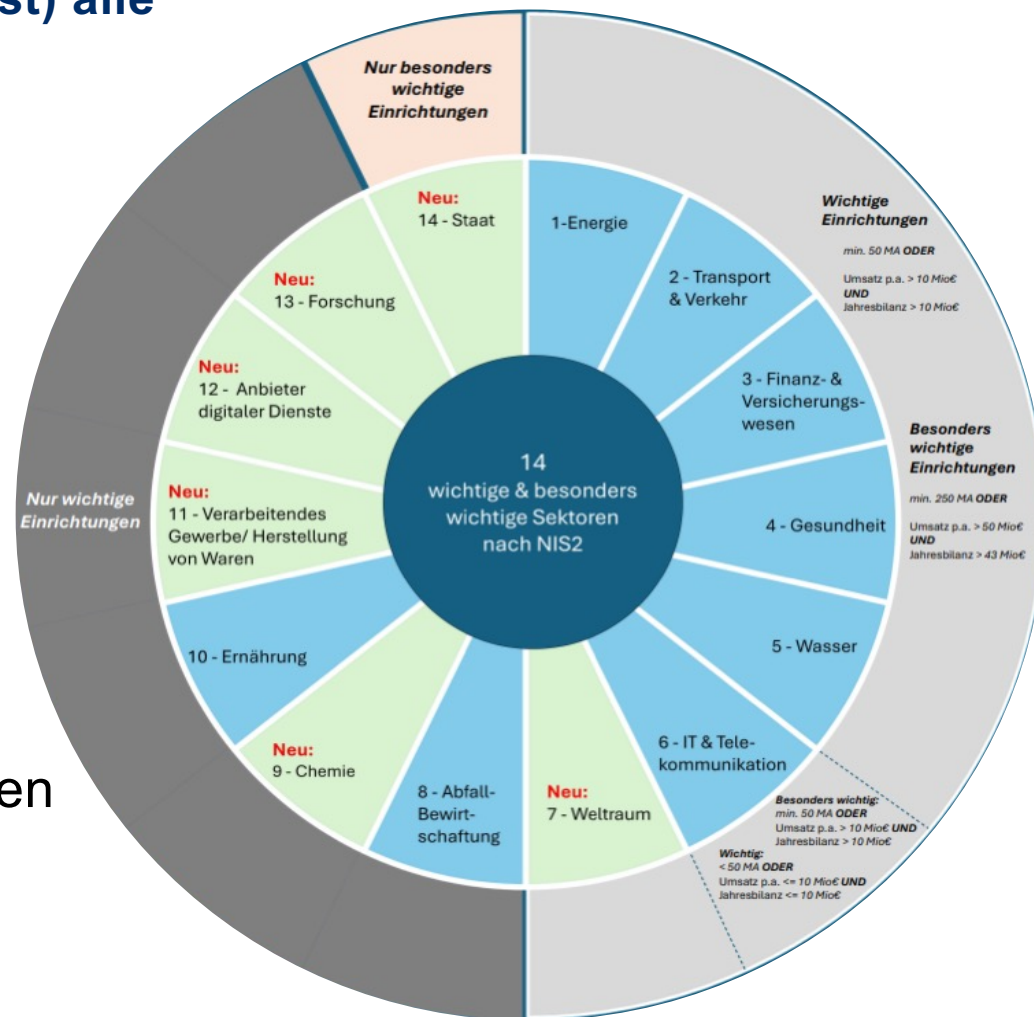 st) alle
Nur besonders
wichtige
Einrichtungen
Neu:
14 - Staat
1-Energie
Wichtige
Einrichtungen
min. 50 MA ODER
Umsatz p.a. > 10 Mio€
UND
Jahresbilanz > 10 Mio€
2 - Transport
& Verkehr
Neu:
13 - Forschung
Neu:
12 - Anbieter
digitaler Dienste
3 - Finanz- &
Versicherungs-
wesen
Besonders
wichtige
Einrichtungen
min. 250 MA ODER
Umsatz p.a. > 50 Mio€
UND
Jahresbilanz > 43 Mio€
14
wichtige & besonders
wichtige Sektoren
nach NIS2
Nur wichtige
Einrichtungen
Neu:
11 - Verarbeitendes
Gewerbe/ Herstellung
von Waren
4 - Gesundheit
10 - Ernährung
5 - Wasser
Neu:
9 - Chemie
8 - Abfall-
Bewirt-
schaftung
Neu:
7 - Weltraum
6 - IT & Tele-
kommunikation
en
Besonders wichtig:
min. 50 MA ODER
Umsatz p.a. > 10 Mio€ UND
Jahresbilanz > 10 Mio€
Wichtig:
< 50 MA ODER
Umsatz p.a. <= 10 Mio€ UND
Jahresbilanz <= 10 Mio€